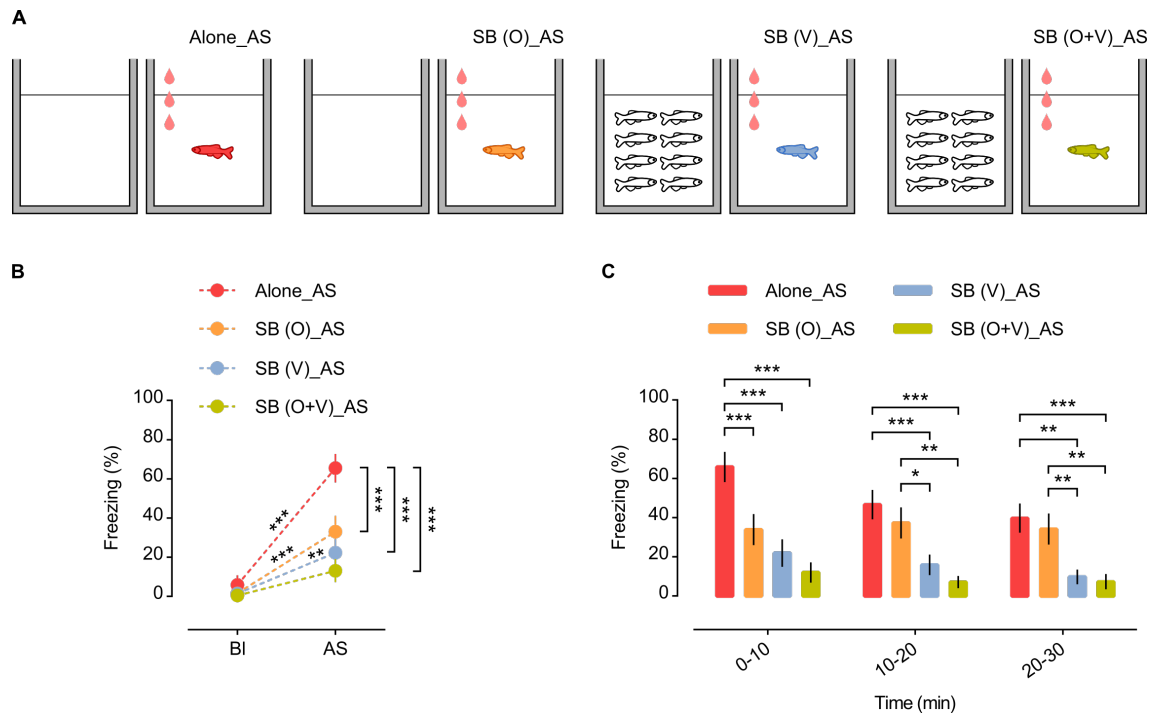 A
Alone_AS
SB (O)_AS
SB (V)_AS
SB (O+V)_AS
B
Alone_AS
SB (O)_AS
SB (V)_AS
SB (O+V)_AS
Freezing (%)
100
80
60
40
20
0
***
***
**
***
***
***
Bl
AS
C
Alone_AS
SB (V)_AS
SB (O)_AS
SB (O+V)_AS
Freezing (%)
100
80
60
40
20
0
***
***
***
***
***
**
*
***
**
**
**
0-10
10-20
20-30
Time (min)